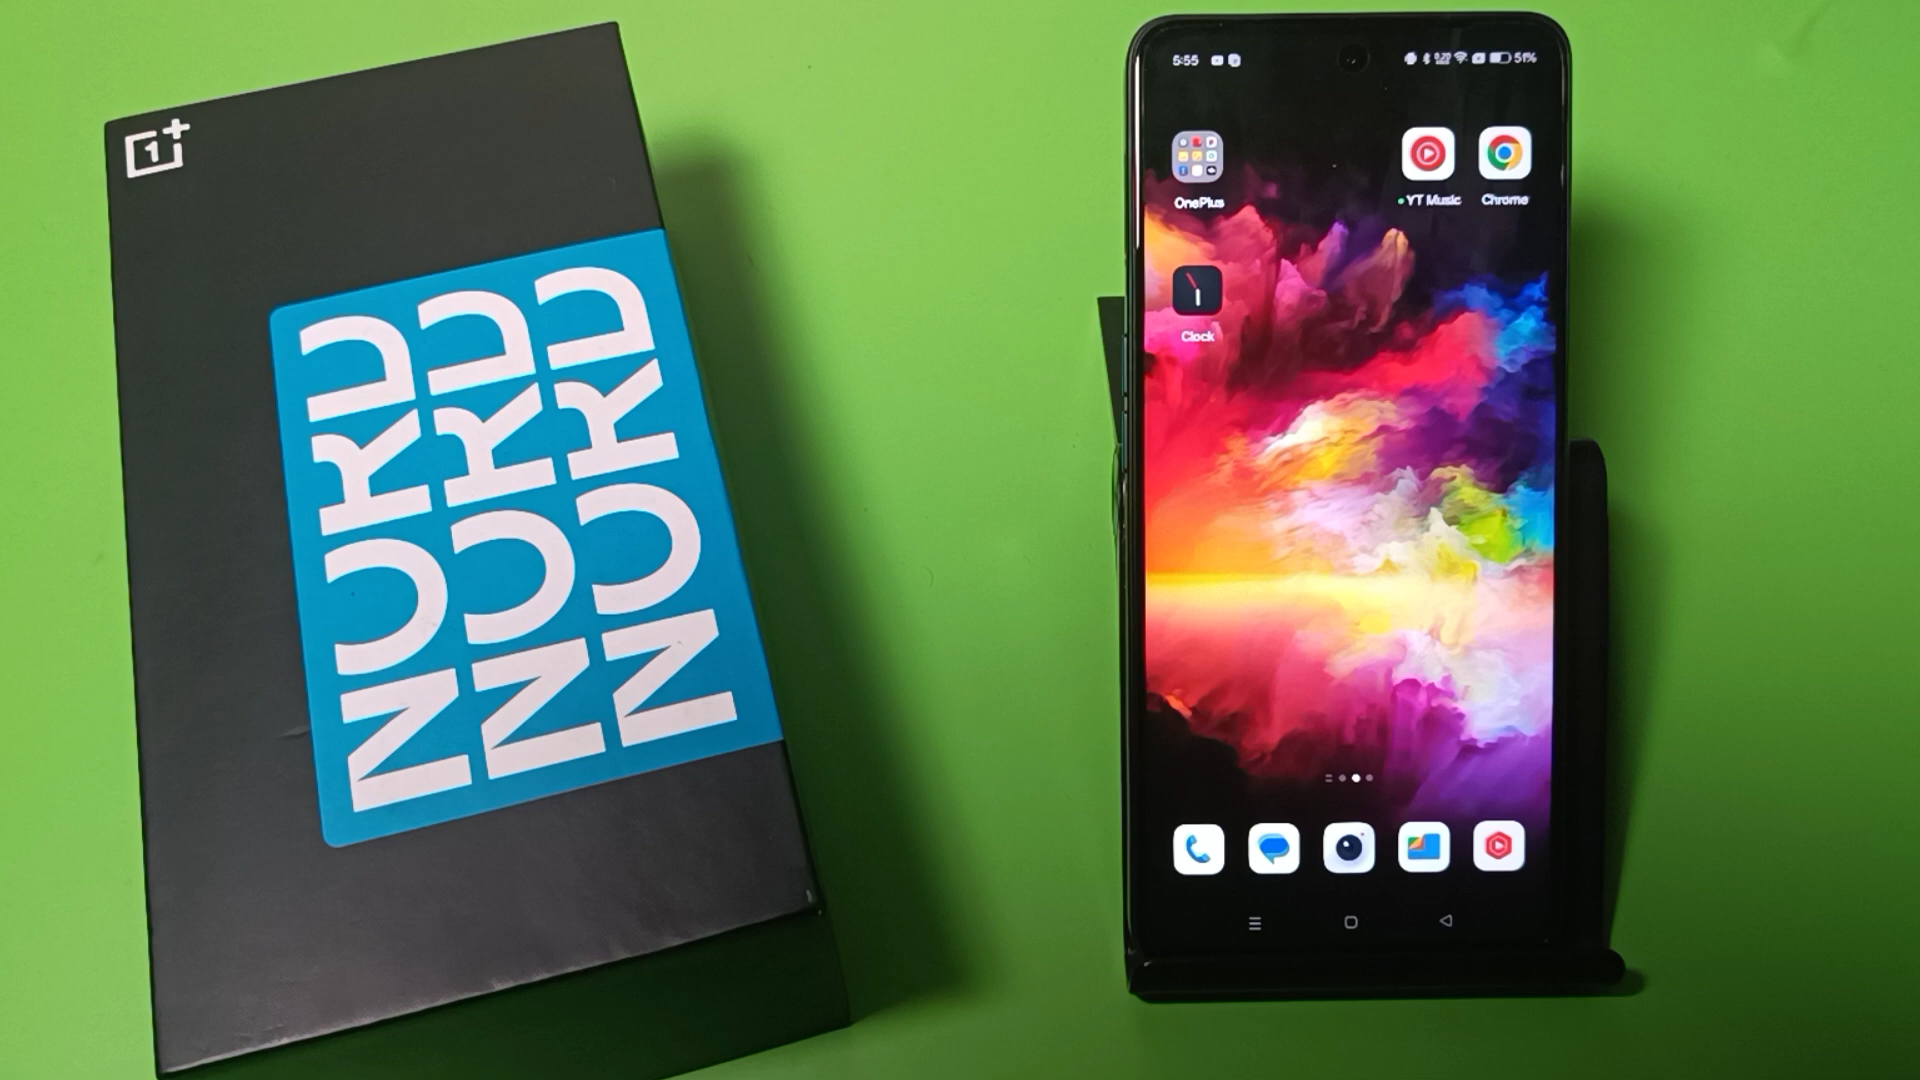 1+
NORD
NORD
NORD
5:55
51%
OnePlus
YT Music
Chrome
Clock